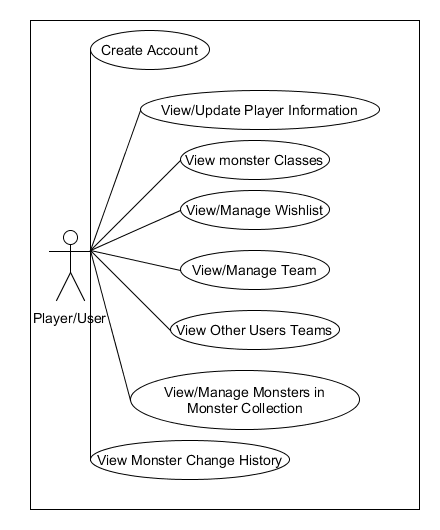 Create Account
View/Update Player Information
View monster Classes
View/Manage Wishlist
View/Manage Team
Player/User
View Other Users Teams
View/Manage Monsters in
Monster Collection
View Monster Change History